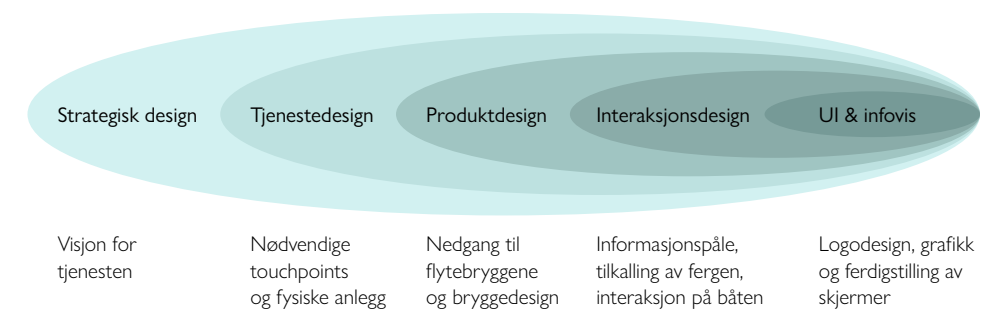 Strategisk design
Tjenestedesign
Produktdesign
Interaksjonsdesign
UI & infovis
Visjon for
tjenesten
Nødvendige
touchpoints
og fysiske anlegg
Nedgang til
flytebryggene
og bryggedesign
Informasjonspåle,
tilkalling av fergen,
interaksjon på båten
Logodesign, grafikk
og ferdigstilling av
skjermer